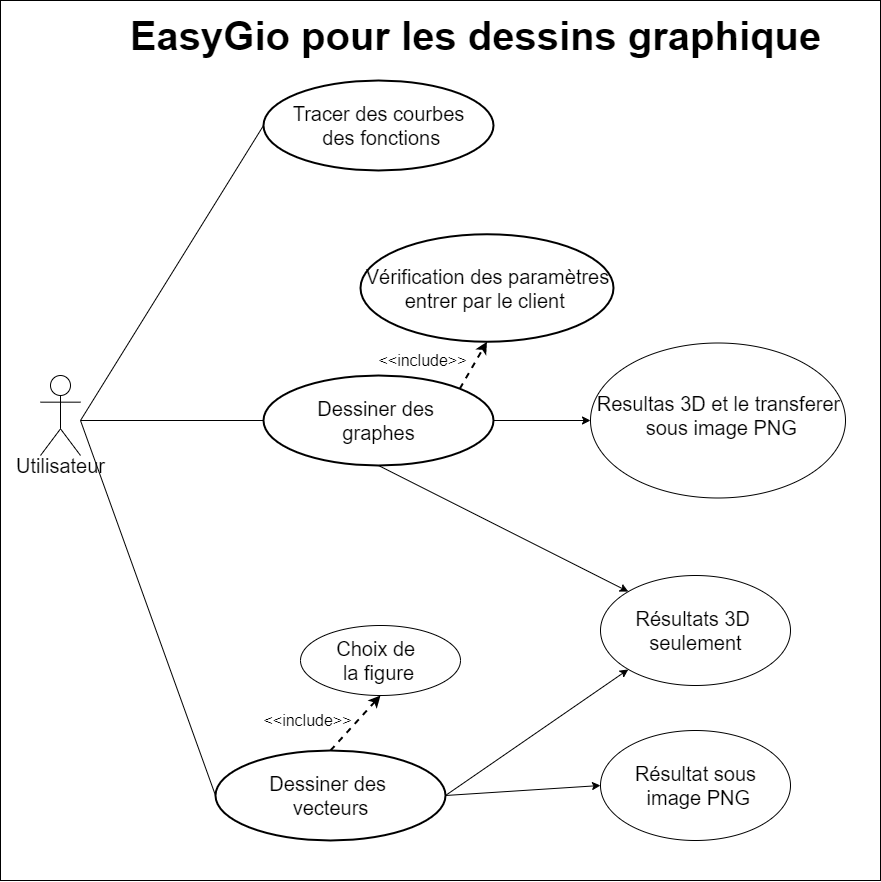 EasyGio pour les dessins graphique
Tracer des courbes
des fonctions
Vérification des paramètres
entrer par le client
<<include>>
Dessiner des
graphes
Resultas 3D et le transferer
sous image PNG
Utilisateur
Résultats 3D
seulement
Choix de
la figure
<<include>>
Dessiner des
vecteurs
Résultat sous
image PNG